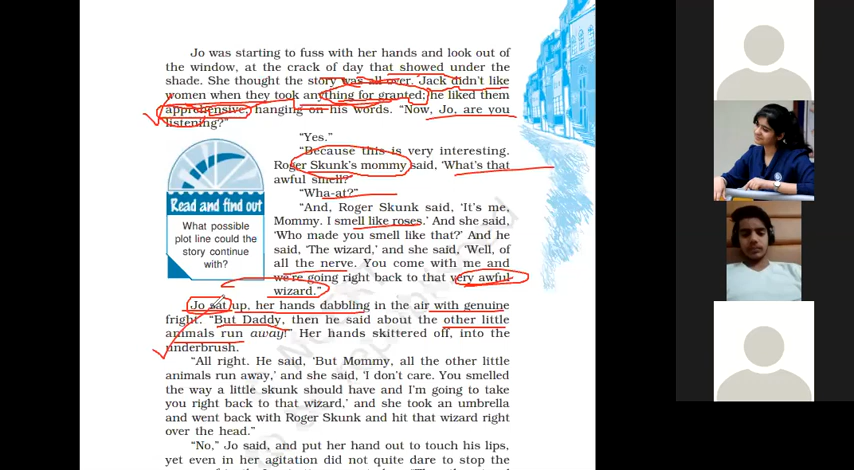 Jo was starting to fuss with her hands and look out of
the window, at the crack of day that showed under the
shade. She thought the story was all over. Jack didn't like
women when they took anything for granted; he liked them
apprehensive, hanging on his words. “Now, Jo, are you
listening?”
“Yes.”
“Because this is very interesting.
Roger Skunk's mommy said, ‘What's that
awful smell?’
“Wha-at?”
“And, Roger Skunk said, ‘It's me,
Mommy. I smell like roses.’ And she said,
‘Who made you smell like that?’ And he
said, ‘The wizard,’ and she said, ‘Well, of
all the nerve. You come with me and
we're going right back to that very awful
wizard.”
Read and find out
What possible
plot line could the
story continue
with?
Jo sat up, her hands dabbling in the air with genuine
fright. “But Daddy, then he said about the other little
animals run away!” Her hands skittered off, into the
underbrush.
“All right. He said, ‘But Mommy, all the other little
animals run away,’ and she said, ‘I don't care. You smelled
the way a little skunk should have and I'm going to take
you right back to that wizard,’ and she took an umbrella
and went back with Roger Skunk and hit that wizard right
over the head.”
“No,” Jo said, and put her hand out to touch his lips,
yet even in her agitation did not quite dare to stop the